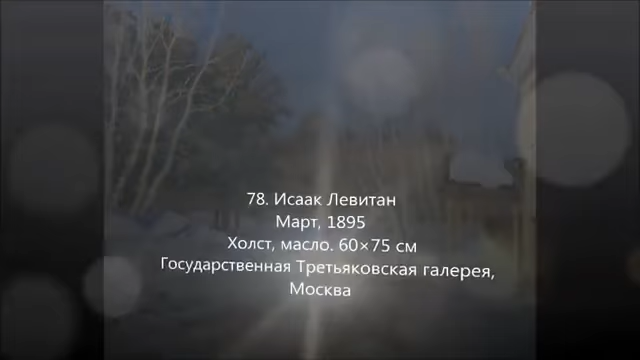 78. Исаак Левитан
Март, 1895
Холст, масло. 60×75 см
Государственная Третьяковская галерея,
Москва